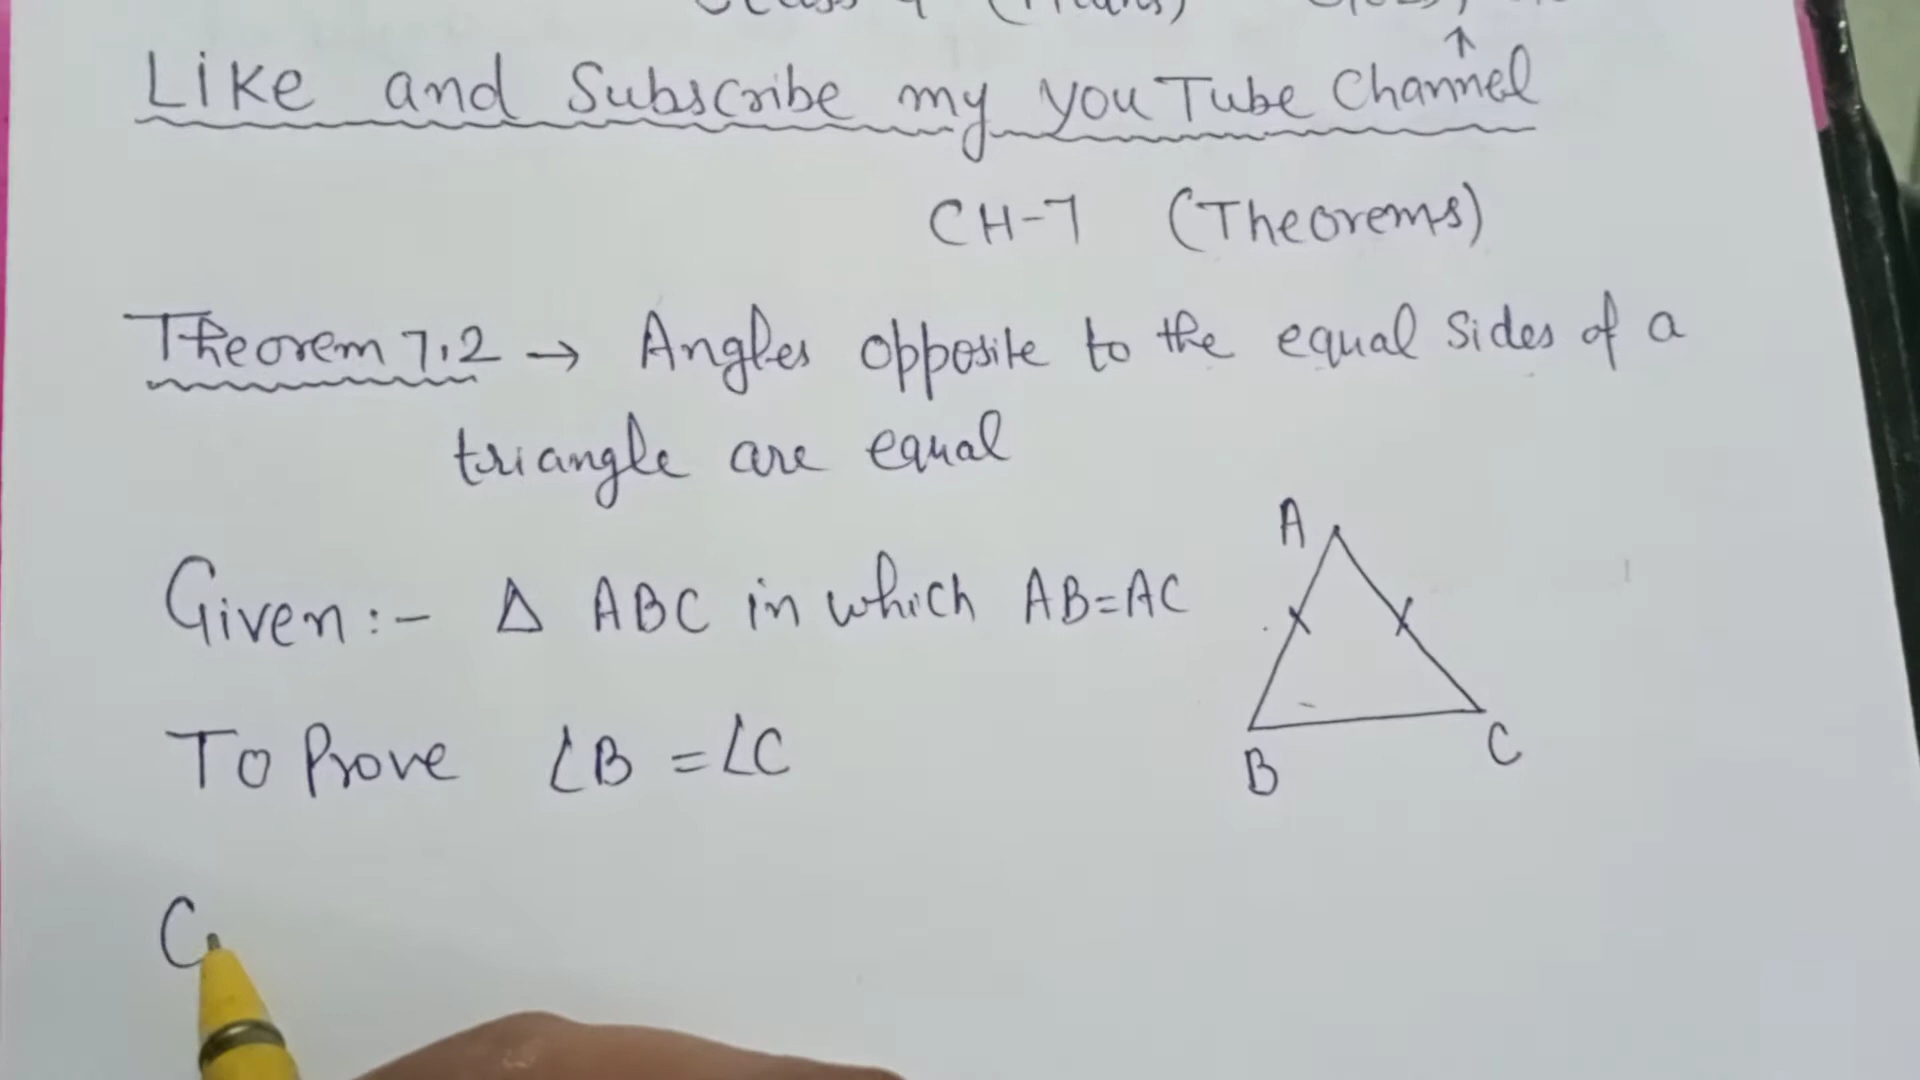 Like and Subscribe my you Tube Channel
CH-7 (Theorems)
Theorem 7.2 → Angles opposite to the equal sides of a
triangle are equal
Given :- Δ ABC in which AB=AC
To Prove ∠B = ∠C
A
B
C
C